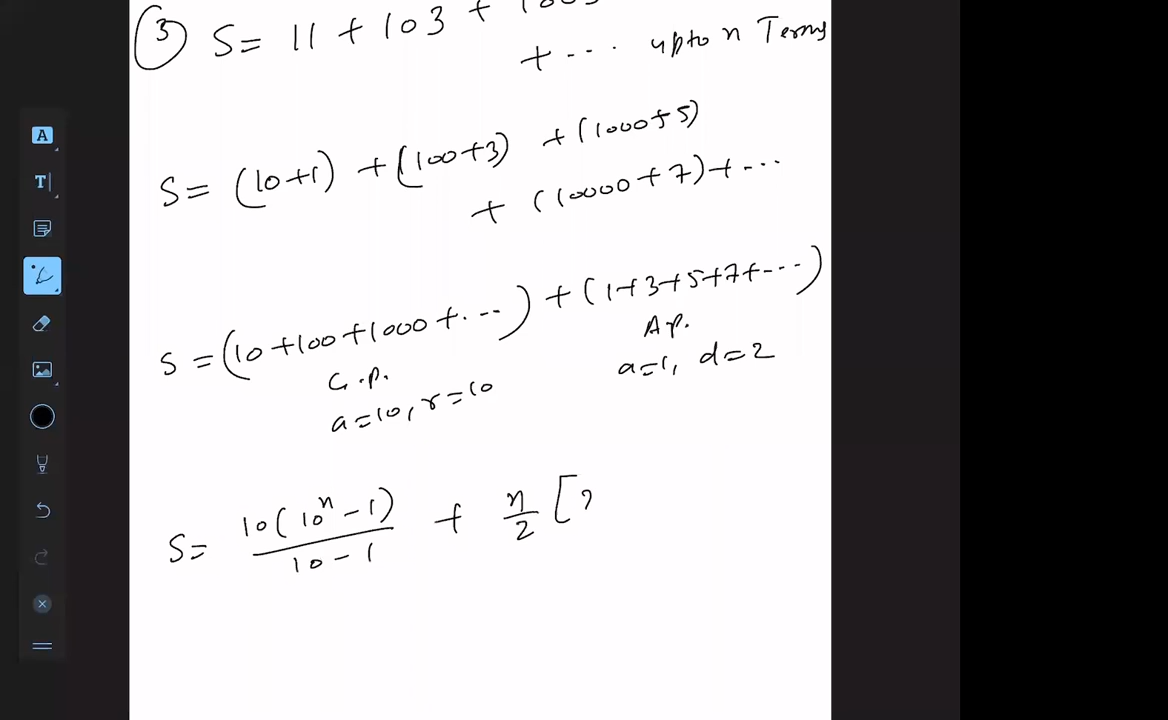 ③ S = 11 + 103 +
+ ... upto n Terms
S = (10+1) + (100+3) + (1000+5)
+ (10000 + 7) + ...
S = (10 + 100 + 1000 + ...) + (1+3+5+7+...)
G.P. A.P.
a=10, r=10 a=1, d=2
S = 10(10^n - 1) / 10 - 1 + n/2 [
A
T|